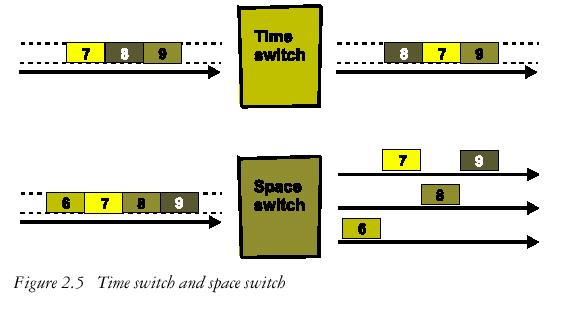 7 8 9
Time
switch
8 7 9
6 7 8 9
Space
switch
7 9
8
6
Figure 2.5 Time switch and space switch